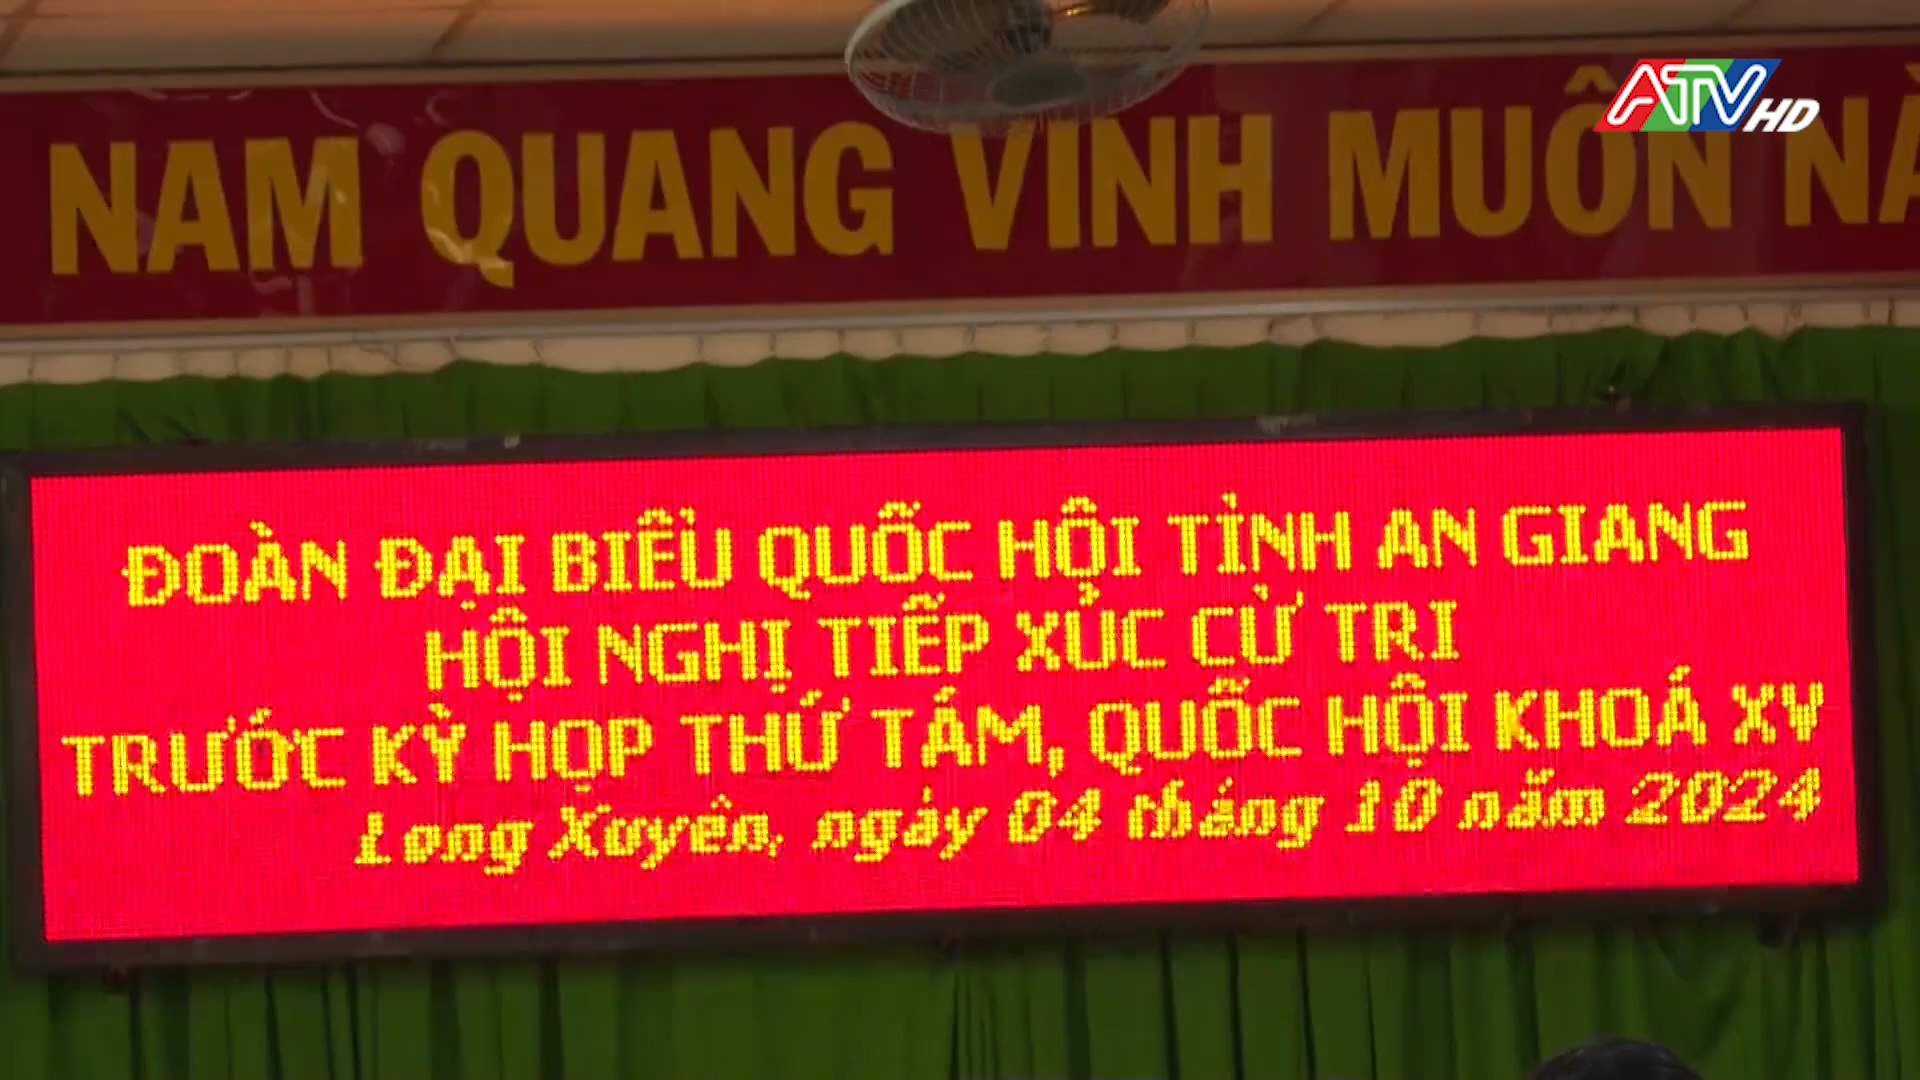 ATV HD
NAM QUANG VINH MUÔN NĂ
ĐOÀN ĐẠI BIỂU QUỐC HỘI TỈNH AN GIANG
HỘI NGHỊ TIẾP XÚC CỬ TRI
TRƯỚC KỲ HỌP THỨ TÁM, QUỐC HỘI KHOÁ XV
Long Xuyên, ngày 04 tháng 10 năm 2024